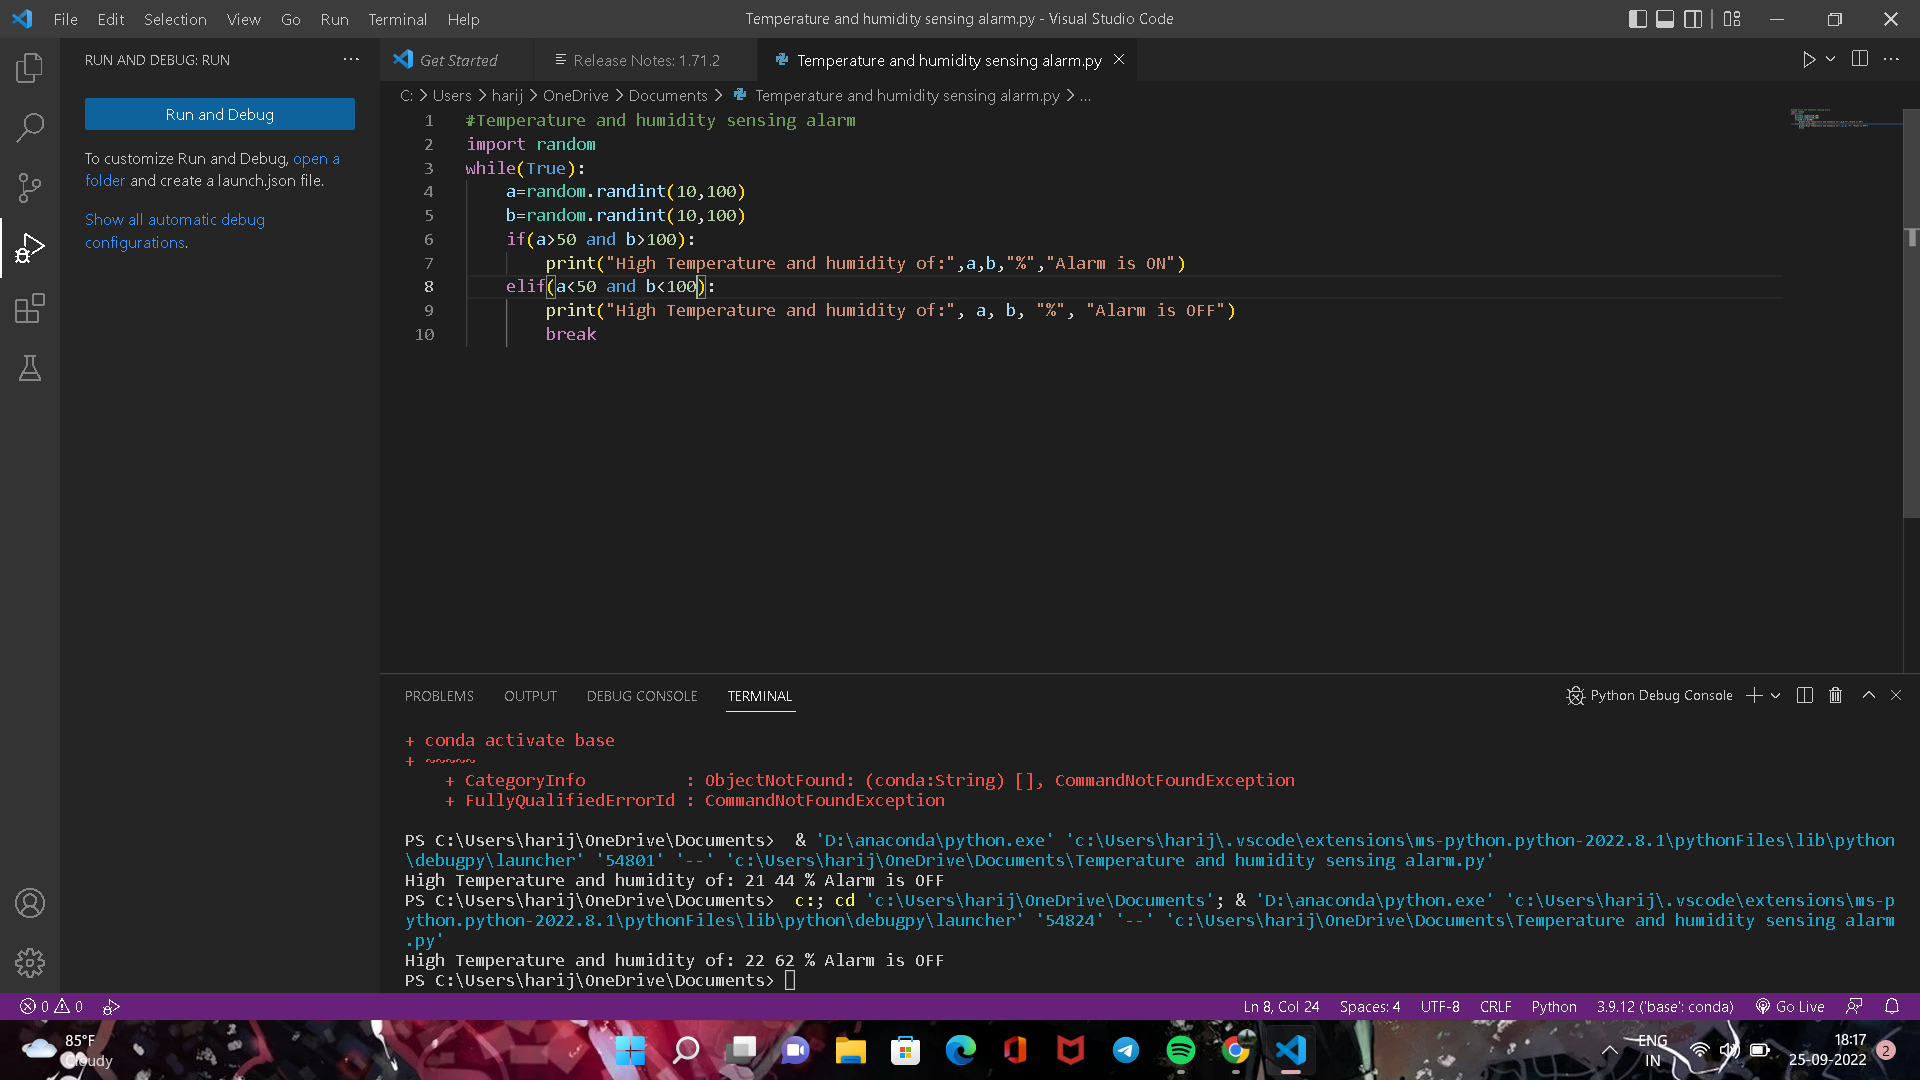 File Edit Selection View Go Run Terminal Help
Temperature and humidity sensing alarm.py - Visual Studio Code
RUN AND DEBUG: RUN
Run and Debug
To customize Run and Debug, open a
folder and create a launch.json file.
Show all automatic debug
configurations.
Get Started
Release Notes: 1.71.2
Temperature and humidity sensing alarm.py
C: > Users > harij > OneDrive > Documents > Temperature and humidity sensing alarm.py > ...
1 #Temperature and humidity sensing alarm
2 import random
3 while(True):
4     a=random.randint(10,100)
5     b=random.randint(10,100)
6     if(a>50 and b>100):
7         print("High Temperature and humidity of:",a,b,"%","Alarm is ON")
8     elif(a<50 and b<100):
9         print("High Temperature and humidity of:", a, b, "%", "Alarm is OFF")
10         break
PROBLEMS OUTPUT DEBUG CONSOLE TERMINAL
Python Debug Console
+ conda activate base
+ ~~~~~
    + CategoryInfo          : ObjectNotFound: (conda:String) [], CommandNotFoundException
    + FullyQualifiedErrorId : CommandNotFoundException
PS C:\Users\harij\OneDrive\Documents>  & 'D:\anaconda\python.exe' 'c:\Users\harij\.vscode\extensions\ms-python.python-2022.8.1\pythonFiles\lib\python
\debugpy\launcher' '54801' '--' 'c:\Users\harij\OneDrive\Documents\Temperature and humidity sensing alarm.py'
High Temperature and humidity of: 21 44 % Alarm is OFF
PS C:\Users\harij\OneDrive\Documents>  c:; cd 'c:\Users\harij\OneDrive\Documents'; & 'D:\anaconda\python.exe' 'c:\Users\harij\.vscode\extensions\ms-p
ython.python-2022.8.1\pythonFiles\lib\python\debugpy\launcher' '54824' '--' 'c:\Users\harij\OneDrive\Documents\Temperature and humidity sensing alarm
.py'
High Temperature and humidity of: 22 62 % Alarm is OFF
PS C:\Users\harij\OneDrive\Documents>
0 0
Ln 8, Col 24 Spaces: 4 UTF-8 CRLF Python 3.9.12 ('base': conda) Go Live
85°F
Cloudy
ENG
IN
18:17
25-09-2022
2